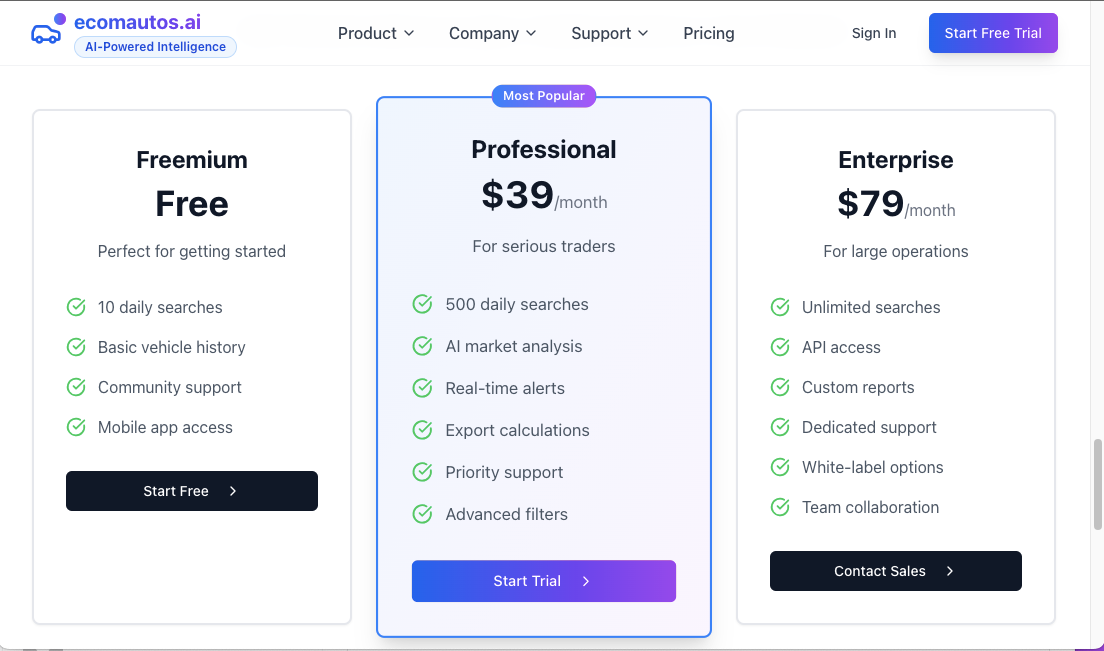 ecomautos.ai
AI-Powered Intelligence
Product
Company
Support
Pricing
Sign In
Start Free Trial
Freemium
Free
Perfect for getting started
10 daily searches
Basic vehicle history
Community support
Mobile app access
Start Free
Most Popular
Professional
$39/month
For serious traders
500 daily searches
AI market analysis
Real-time alerts
Export calculations
Priority support
Advanced filters
Start Trial
Enterprise
$79/month
For large operations
Unlimited searches
API access
Custom reports
Dedicated support
White-label options
Team collaboration
Contact Sales